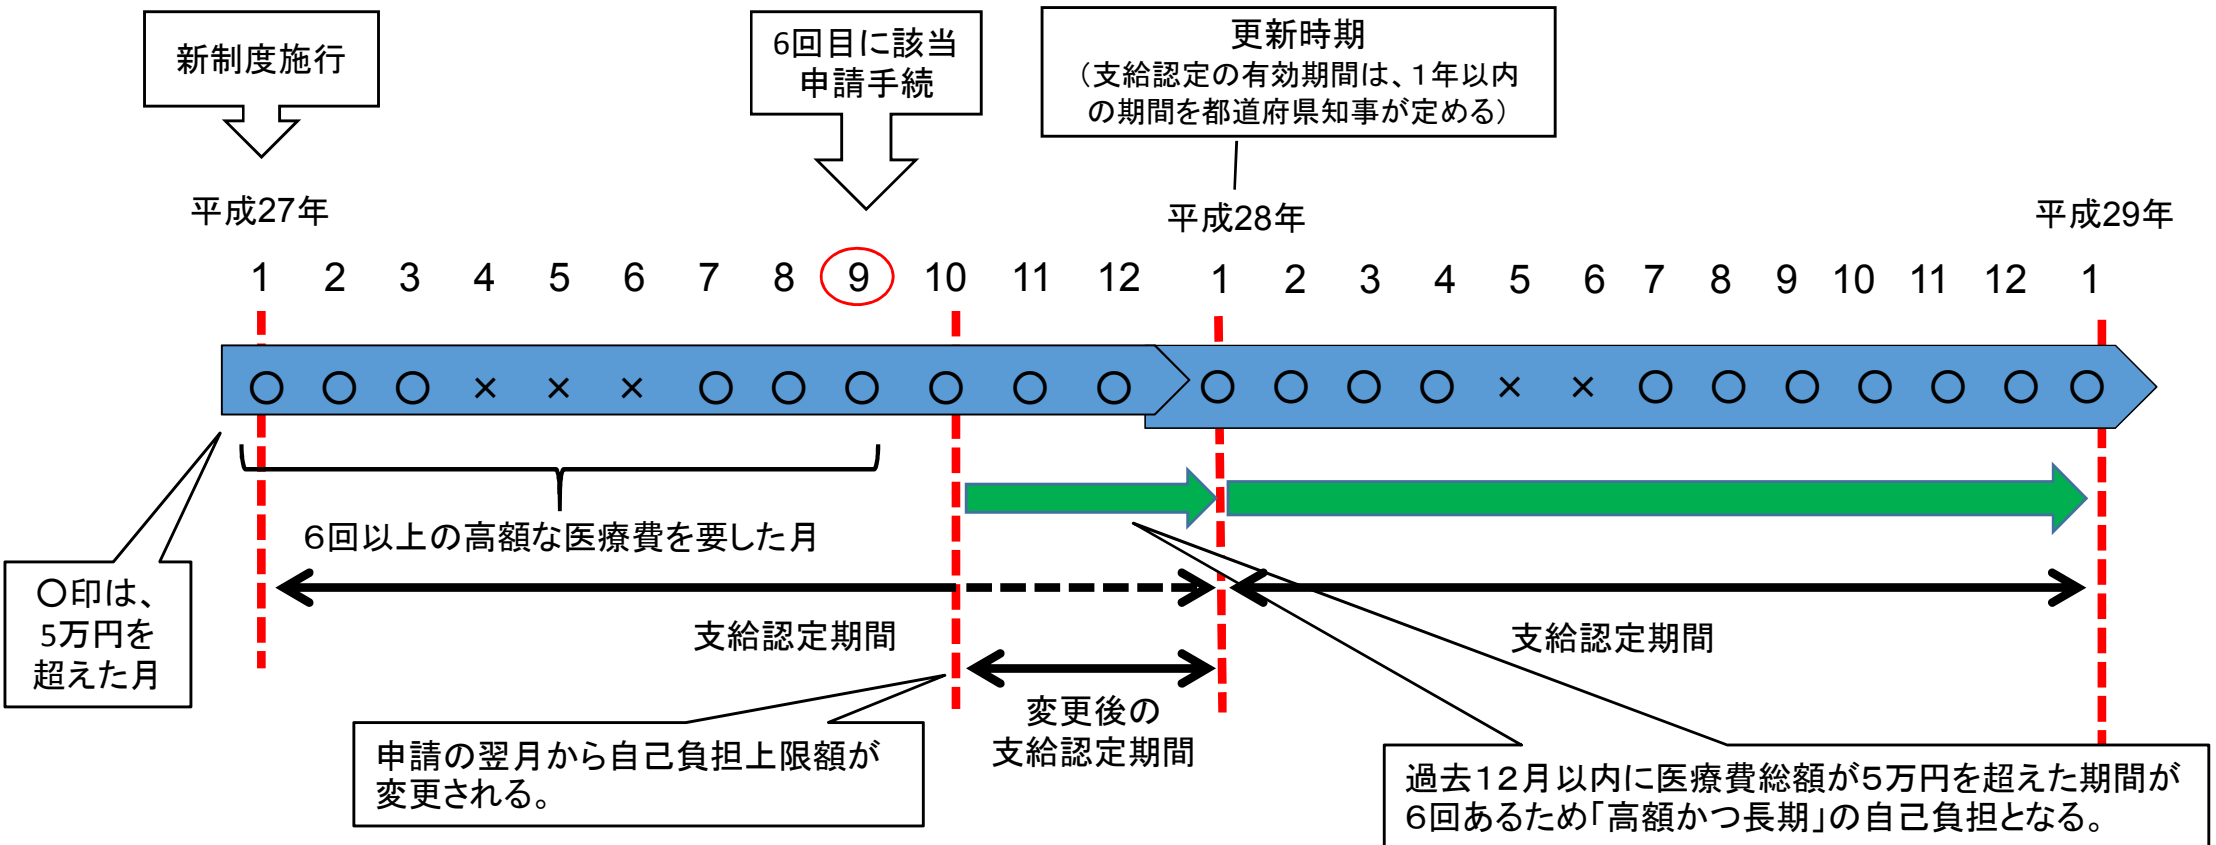 新制度施行
6回目に該当
申請手続
更新時期
（支給認定の有効期間は、１年以内
の期間を都道府県知事が定める）
平成27年
平成28年
平成29年
1 2 3 4 5 6 7 8 9 10 11 12 1 2 3 4 5 6 7 8 9 10 11 12 1
〇 〇 〇 × × × 〇 〇 〇 〇 〇 〇 〇 〇 〇 〇 × × 〇 〇 〇 〇 〇 〇 〇
６回以上の高額な医療費を要した月
〇印は、
5万円を
超えた月
支給認定期間
支給認定期間
変更後の
支給認定期間
申請の翌月から自己負担上限額が
変更される。
過去１２月以内に医療費総額が５万円を超えた期間が
６回あるため「高額かつ長期」の自己負担となる。